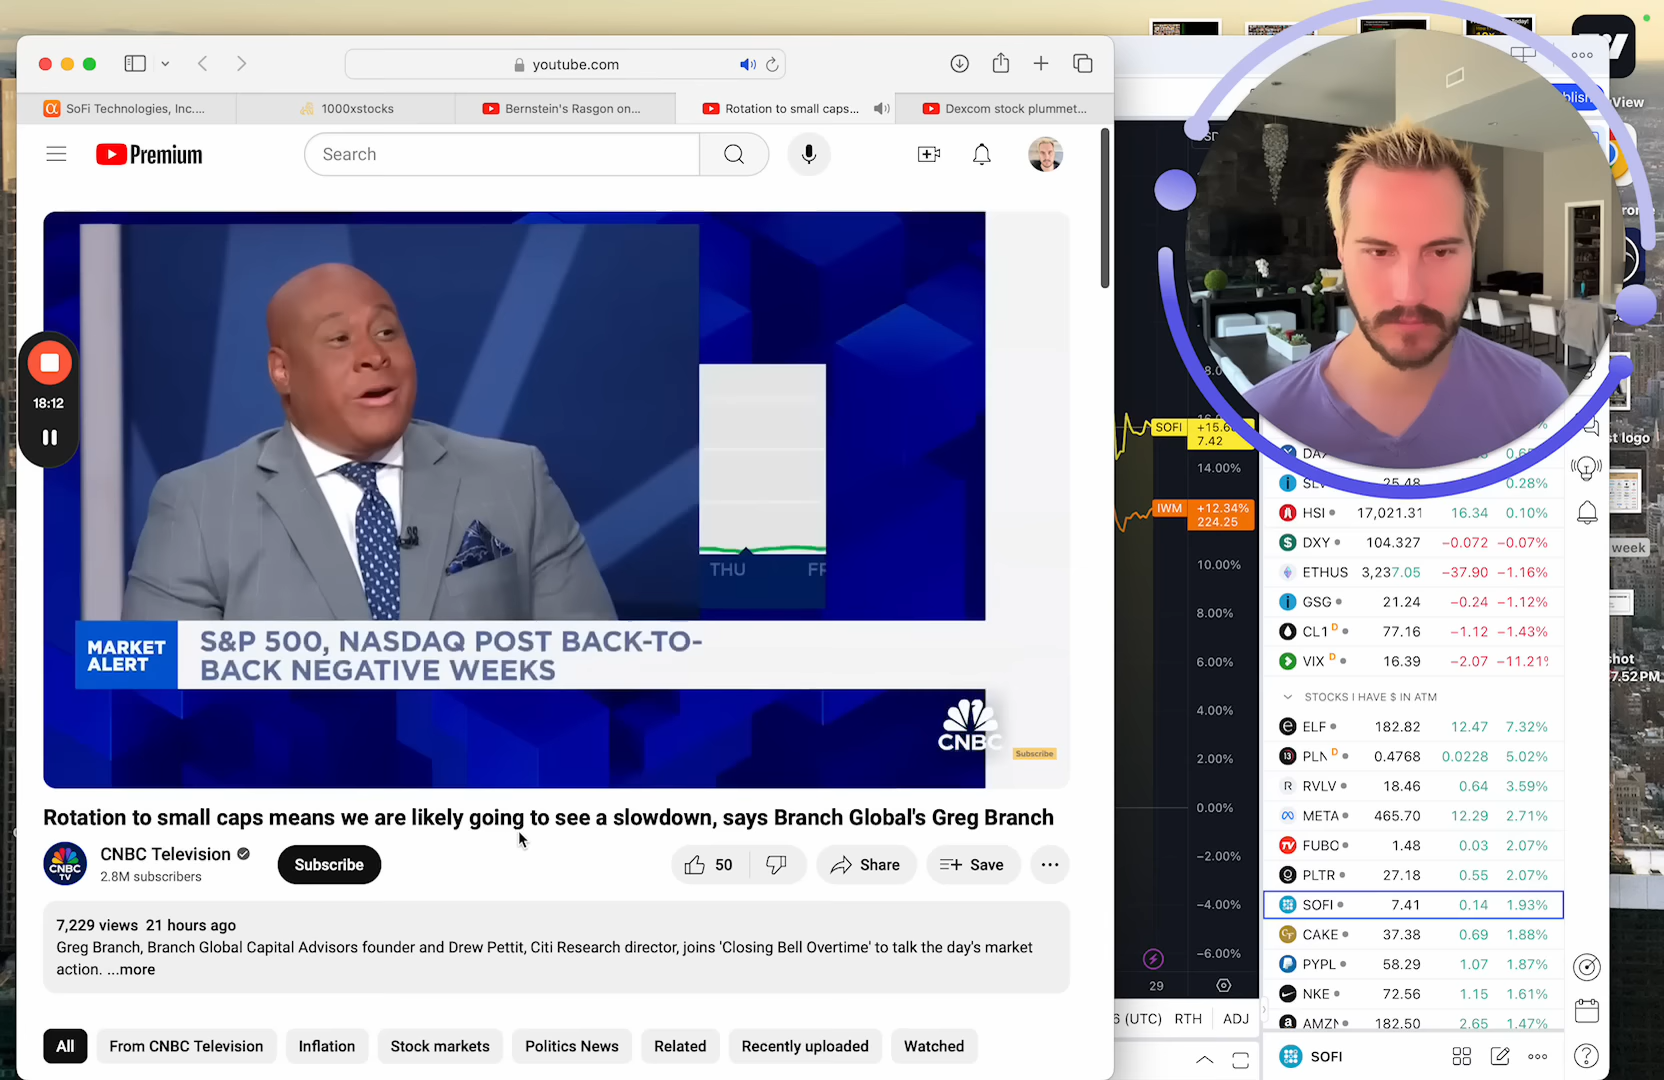 youtube.com
SoFi Technologies, Inc....
1000xstocks
Bernstein's Rasgon on...
Rotation to small caps...
Dexcom stock plummet...
Premium
Search
18:12
THU
MARKET ALERT
S&P 500, NASDAQ POST BACK-TO-
BACK NEGATIVE WEEKS
CNBC
Subscribe
Rotation to small caps means we are likely going to see a slowdown, says Branch Global's Greg Branch
CNBC TV
CNBC Television
2.8M subscribers
Subscribe
50
Share
Save
7,229 views 21 hours ago
Greg Branch, Branch Global Capital Advisors founder and Drew Pettit, Citi Research director, joins 'Closing Bell Overtime' to talk the day's market
action. ...more
All
From CNBC Television
Inflation
Stock markets
Politics News
Related
Recently uploaded
Watched
SOFI
7.42
14.00%
IWM +12.34%
224.25
10.00%
8.00%
6.00%
4.00%
2.00%
0.00%
−2.00%
−4.00%
−6.00%
29
(UTC) RTH ADJ
25.48 0.28%
HSI 17,021.31 16.34 0.10%
DXY 104.327 −0.072 −0.07%
ETHUS 3,237.05 −37.90 −1.16%
GSG 21.24 −0.24 −1.12%
CL1 D 77.16 −1.12 −1.43%
VIX D 16.39 −2.07 −11.21%
STOCKS I HAVE $ IN ATM
ELF 182.82 12.47 7.32%
PLN D 0.4768 0.0228 5.02%
RVLV 18.46 0.64 3.59%
META 465.70 12.29 2.71%
FUBO 1.48 0.03 2.07%
PLTR 27.18 0.55 2.07%
SOFI 7.41 0.14 1.93%
CAKE 37.38 0.69 1.88%
PYPL 58.29 1.07 1.87%
NKE 72.56 1.15 1.61%
AMZN 182.50 2.65 1.47%
SOFI
week